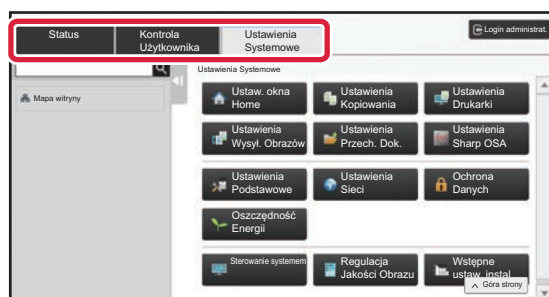 Status
Kontrola
Użytkownika
Ustawienia
Systemowe
Login administrat.
Ustawienia Systemowe
Mapa witryny
Ustaw. okna
Home
Ustawienia
Kopiowania
Ustawienia
Drukarki
Ustawienia
Wysył. Obrazów
Ustawienia
Przech. Dok.
Ustawienia
Sharp OSA
Ustawienia
Podstawowe
Ustawienia
Sieci
Ochrona
Danych
Oszczędność
Energii
Sterowanie systemem
Regulacja
Jakości Obrazu
Wstępne
ustaw. instal.
Góra strony